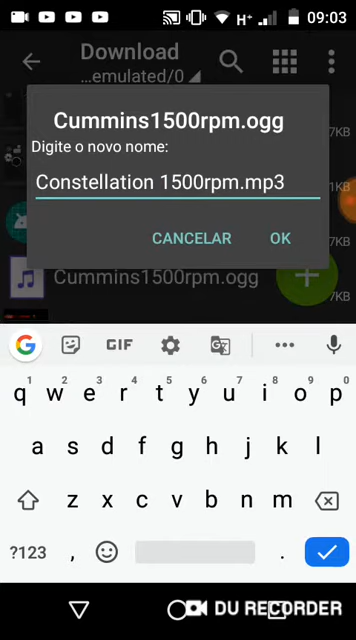 H+
09:03
Download
...emulated/0
7KB
Cummins1500rpm.ogg
Digite o novo nome:
1KB
Constellation 1500rpm.mp3
CANCELAR OK
7KB
Cummins1500rpm.ogg
7KB
G GIF
1 2 3 4 5 6 7 8 9 0
q w e r t y u i o p
a s d f g h j k l
z x c v b n m
?123 , .
DU RECORDER